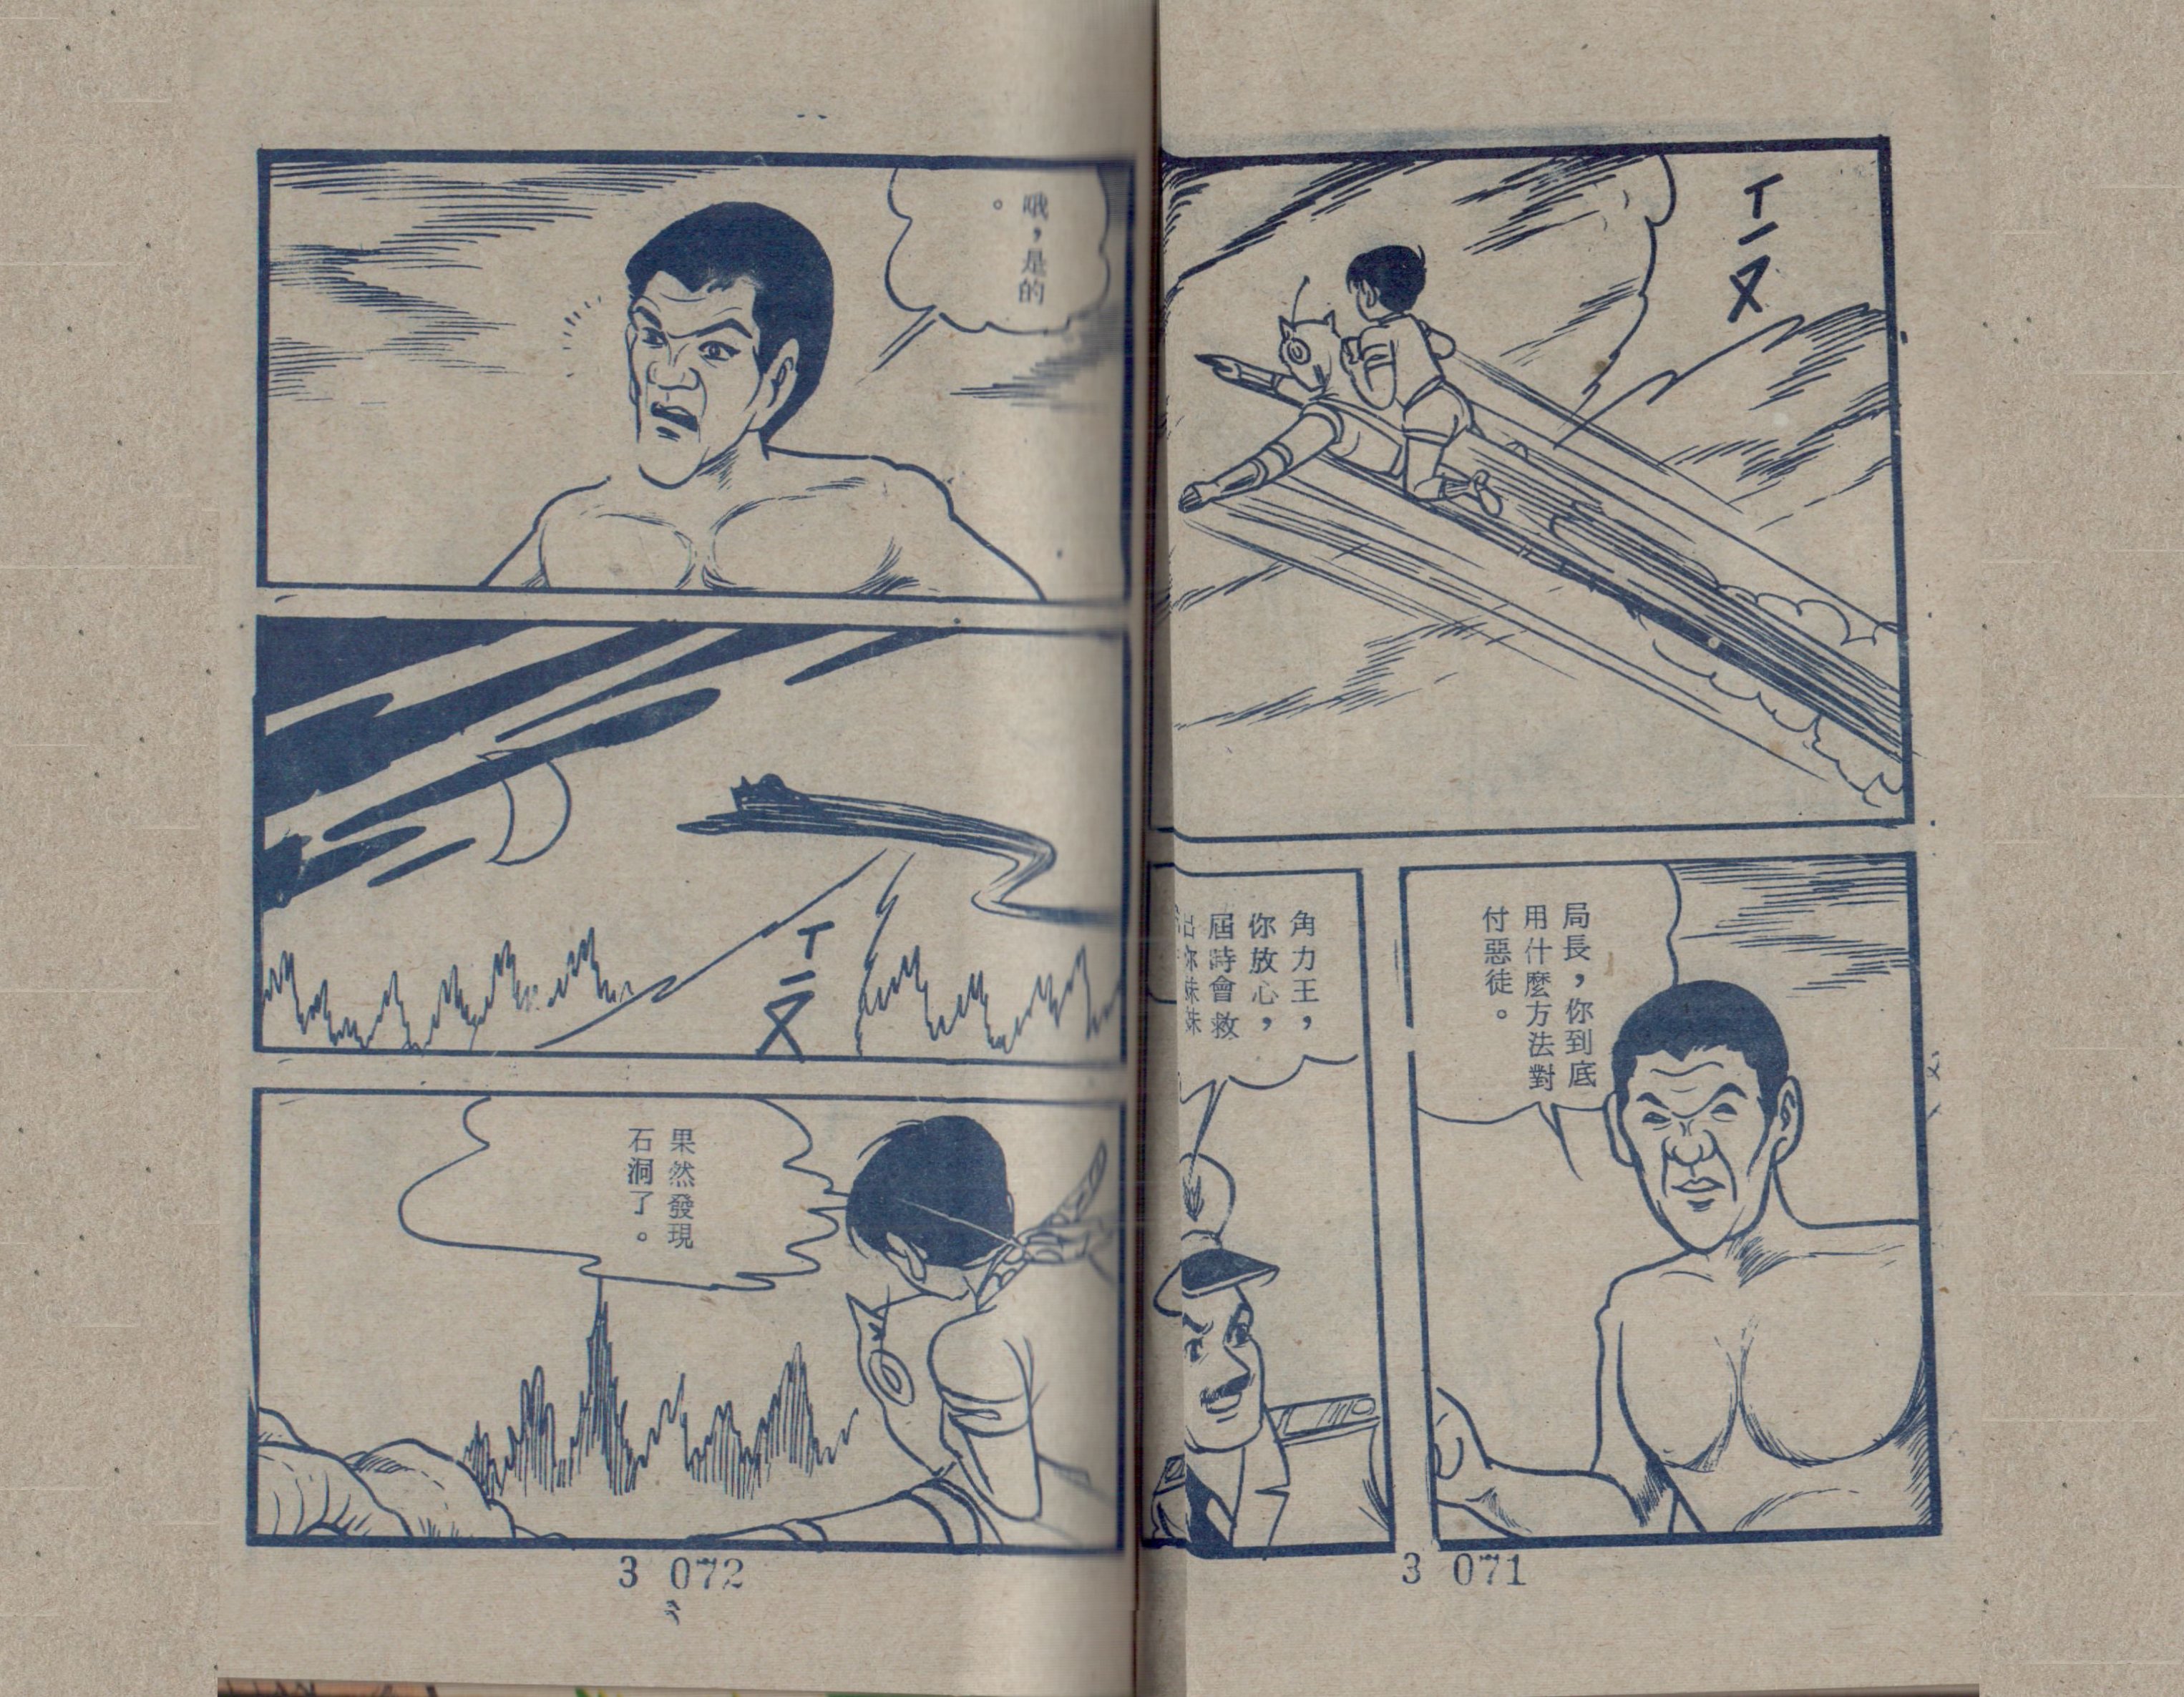 ㄒㄧㄡ
局長，你到底
用什麼方法對
付惡徒。
角力王，
你放心，
屆時會救
出你妹妹
3 071
哦，是的
。
ㄒㄧㄡ
果然發現
石洞了。
3 072